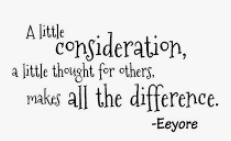 A little
consideration,
a little thought for others,
makes all the difference.
-Eeyore